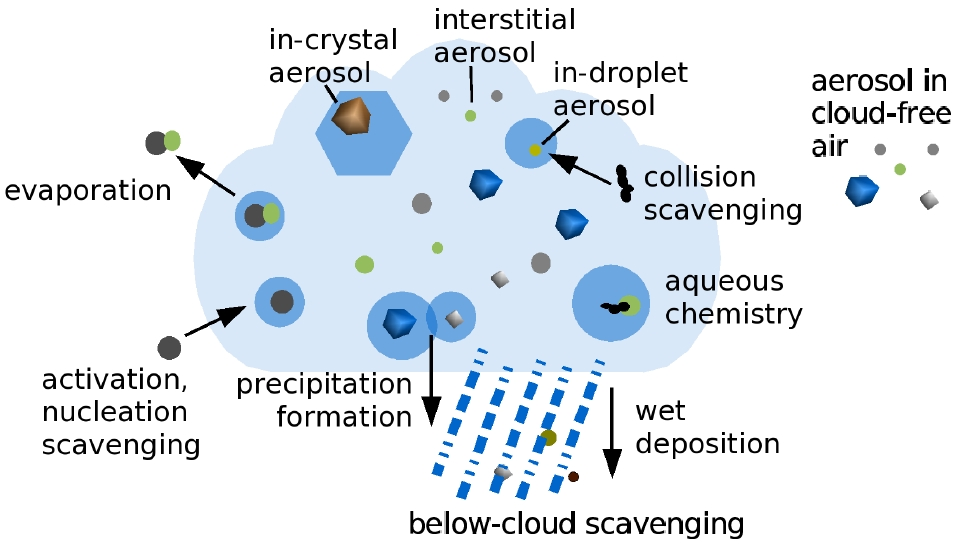 in-crystal
aerosol
interstitial
aerosol
in-droplet
aerosol
aerosol in
cloud-free
air
evaporation
collision
scavenging
aqueous
chemistry
activation,
nucleation
scavenging
precipitation
formation
wet
deposition
below-cloud scavenging